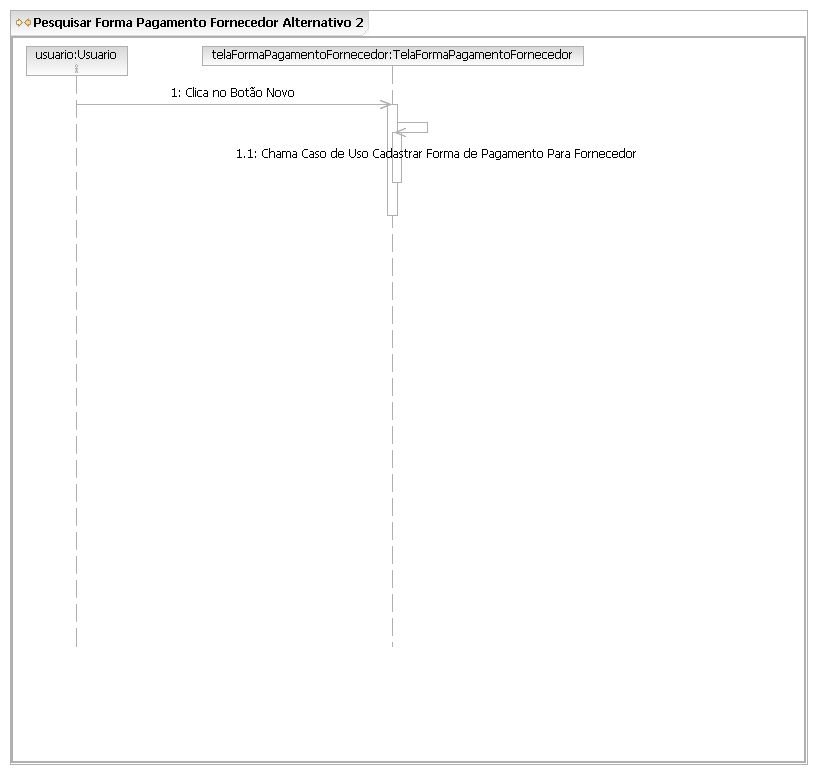 Pesquisar Forma Pagamento Fornecedor Alternativo 2
usuario:Usuario
telaFormaPagamentoFornecedor:TelaFormaPagamentoFornecedor
1: Clica no Botão Novo
1.1: Chama Caso de Uso Cadastrar Forma de Pagamento Para Fornecedor